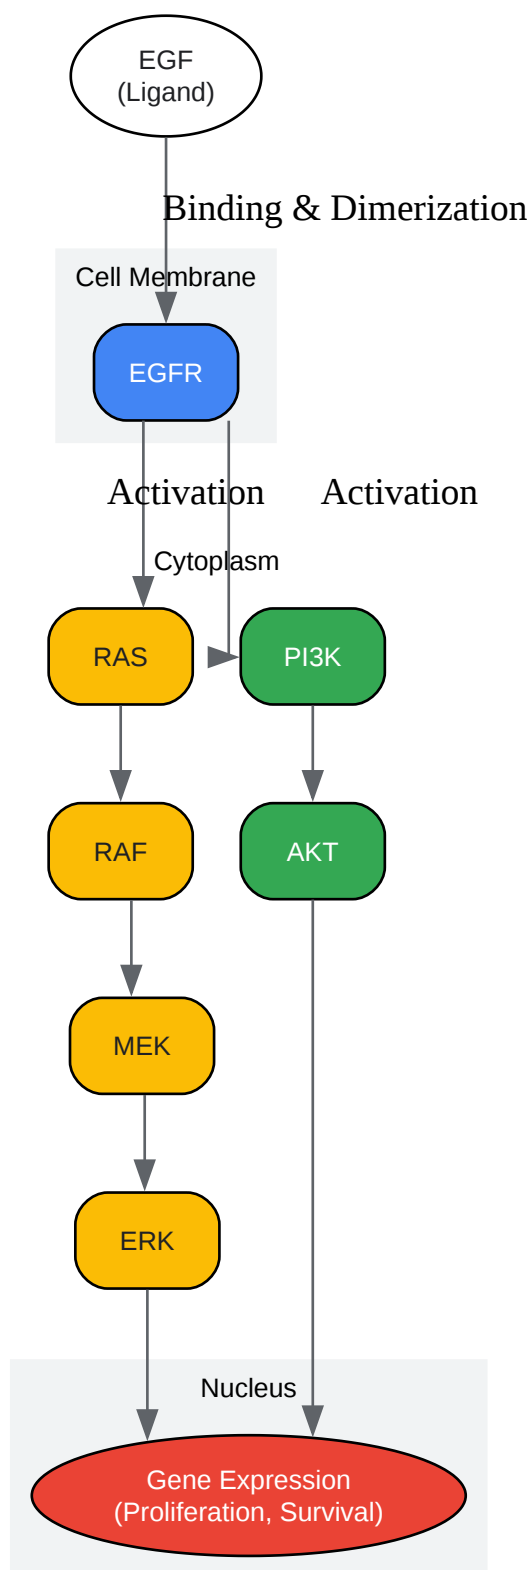 EGF
(Ligand)
Binding & Dimerization
Cell Membrane
EGFR
Activation
Activation
Cytoplasm
RAS
PI3K
RAF
AKT
MEK
ERK
Nucleus
Gene Expression
(Proliferation, Survival)